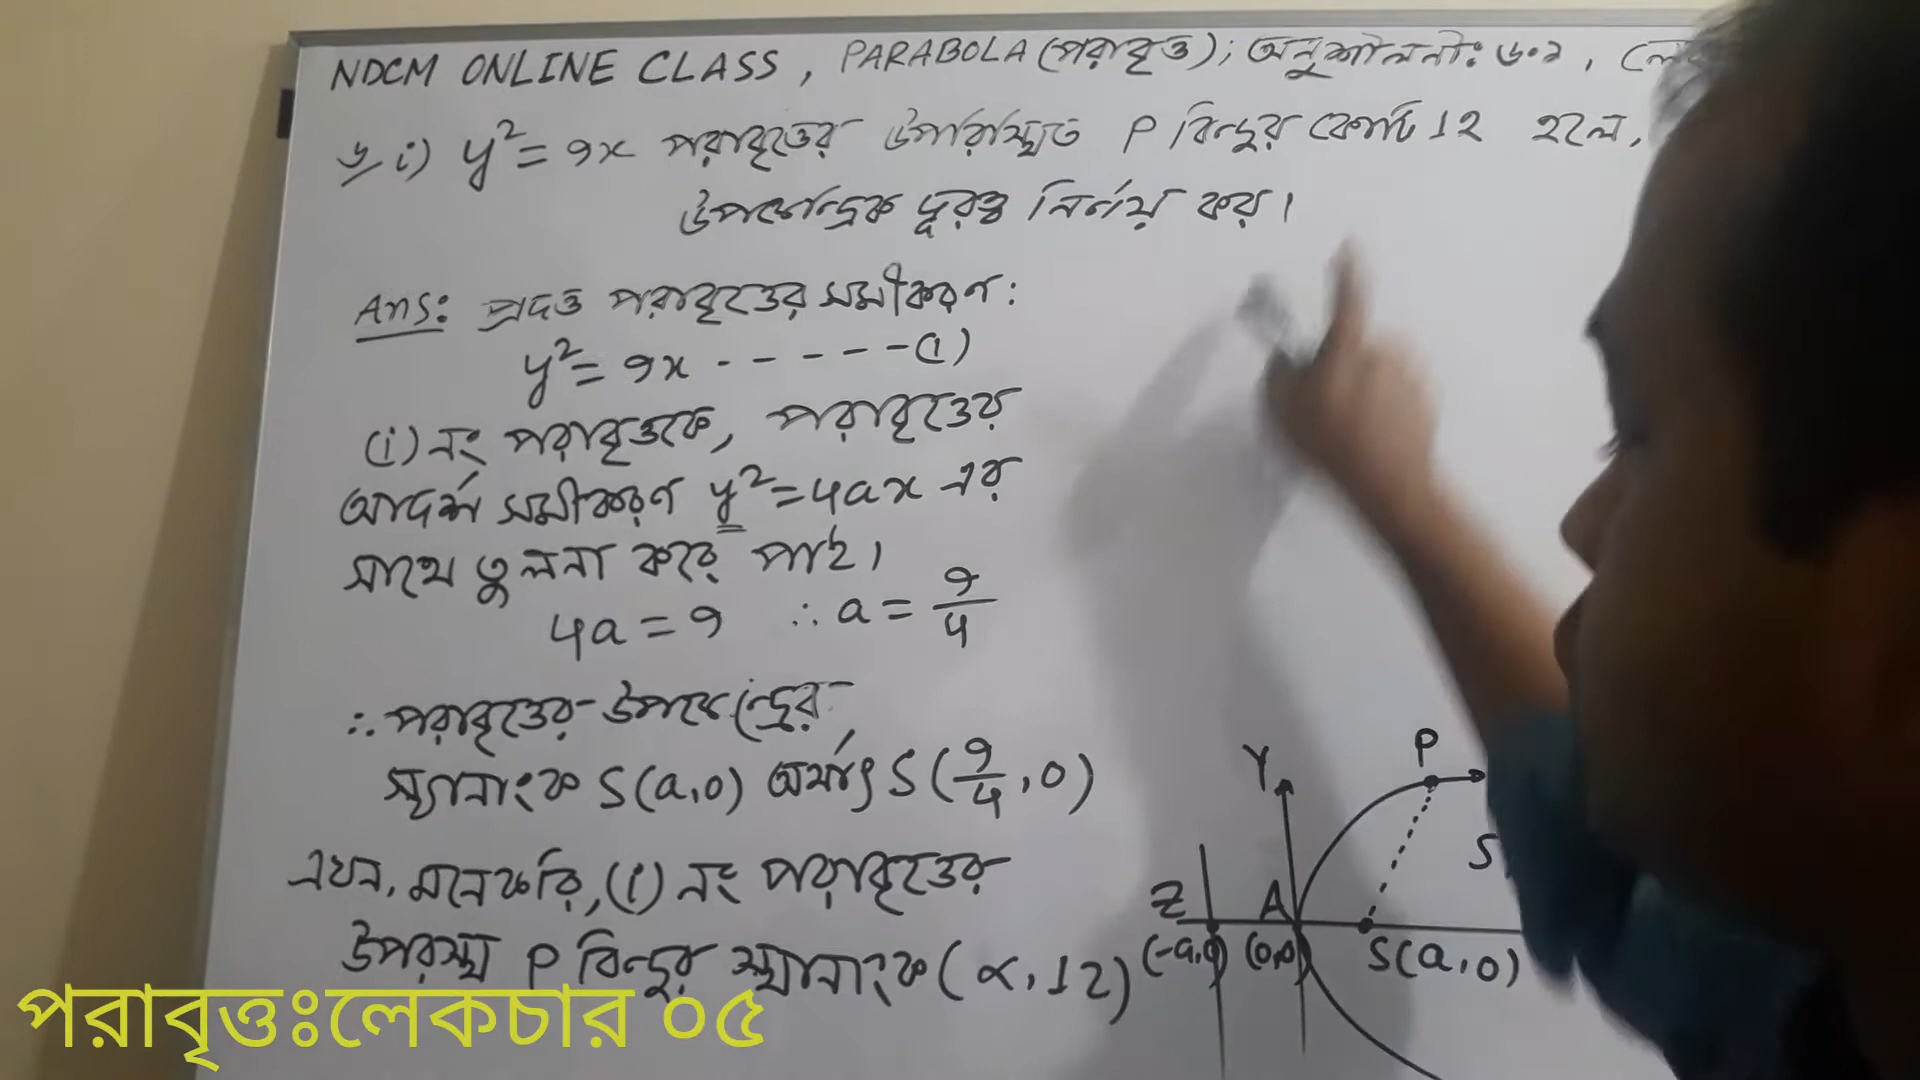 NDCM ONLINE CLASS, PARABOLA (পরাবৃত্ত); অনুশীলনী: ৬.১,
৬ i) y² = 9x পরাবৃত্তের উপরিস্থিত P বিন্দুর কোটি 12 হলে,
উপকেন্দ্রিক দূরত্ব নির্ণয় কর।
Ans: প্রদত্ত পরাবৃত্তের সমীকরণ:
y² = 9x - - - - - -(i)
(i) নং পরাবৃত্তকে, পরাবৃত্তের
আদর্শ সমীকরণ y² = 4ax এর
সাথে তুলনা করে পাই।
4a = 9 ∴ a = 9/4
∴ পরাবৃত্তের উপকেন্দ্রের
স্থানাংক S(a,0) অর্থাৎ S(9/4,0)
এখন, মনেকরি, (i) নং পরাবৃত্তের
উপরস্থ P বিন্দুর স্থানাংক (α,12)
Y
P
S
Z
A
(-a,0)
(0,0)
S(a,0)
পরাবৃত্তঃলেকচার ০৫